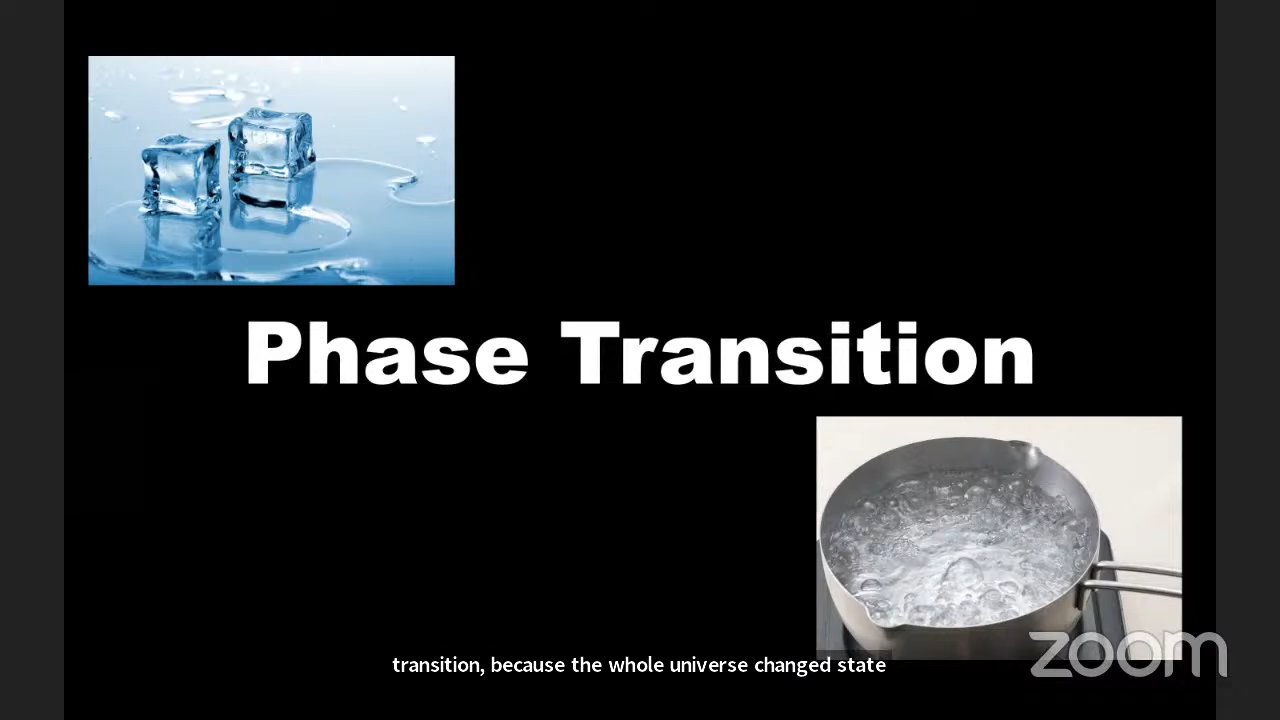 Phase Transition
transition, because the whole universe changed state
zoom